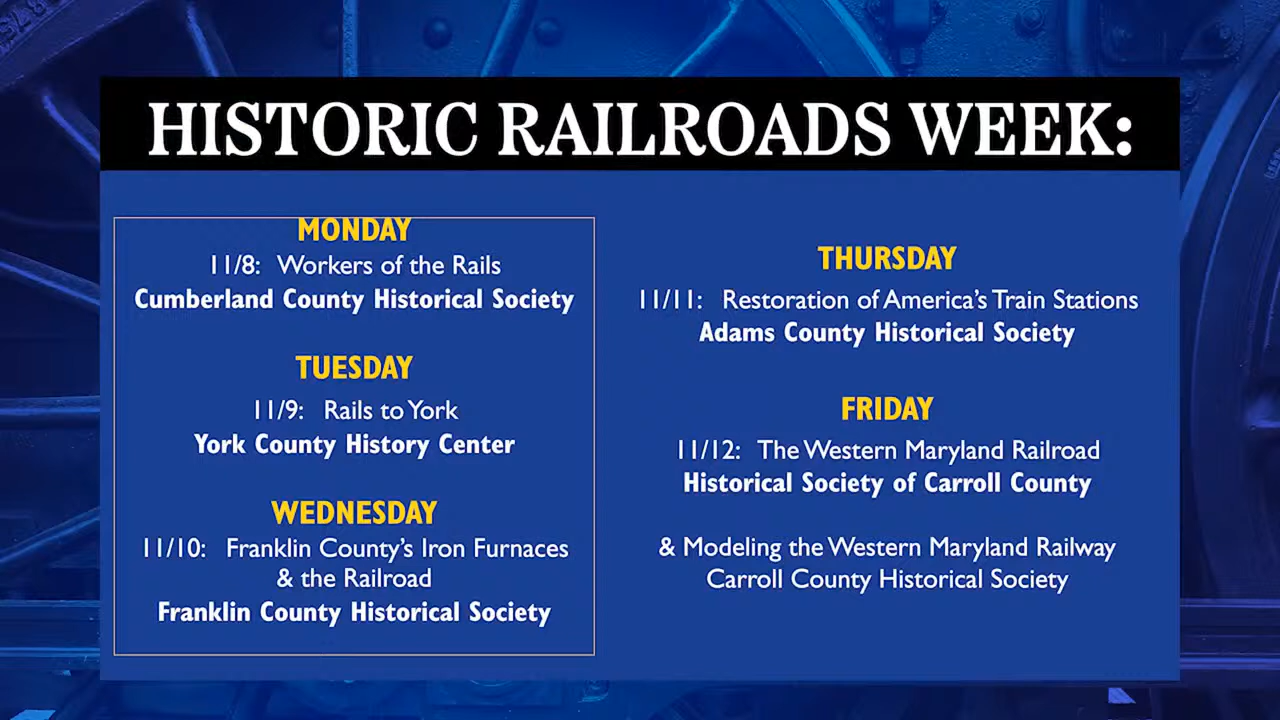 HISTORIC RAILROADS WEEK:
MONDAY
11/8: Workers of the Rails
Cumberland County Historical Society
TUESDAY
11/9: Rails to York
York County History Center
WEDNESDAY
11/10: Franklin County's Iron Furnaces
& the Railroad
Franklin County Historical Society
THURSDAY
11/11: Restoration of America's Train Stations
Adams County Historical Society
FRIDAY
11/12: The Western Maryland Railroad
Historical Society of Carroll County
& Modeling the Western Maryland Railway
Carroll County Historical Society